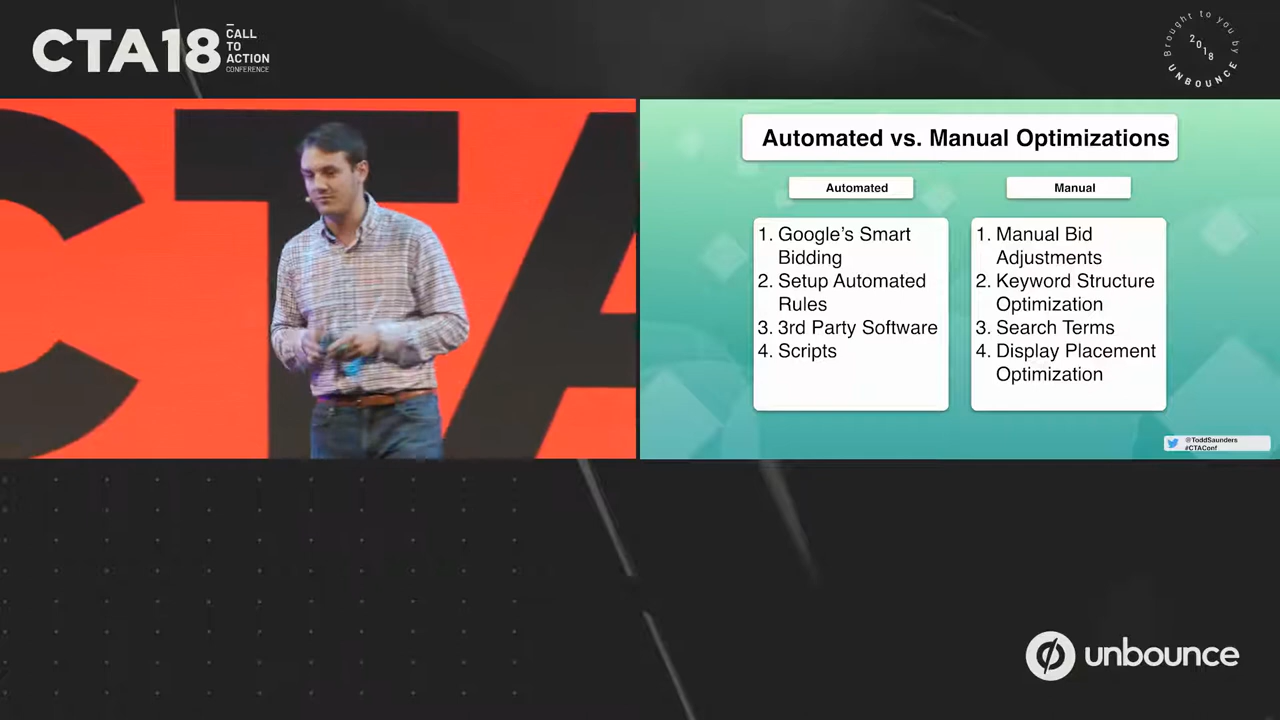 CTA18
CALL
TO
ACTION
CONFERENCE
Brought to you by
2018
UNBOUNCE
CTA
Automated vs. Manual Optimizations
Automated
Manual
1. Google’s Smart
Bidding
2. Setup Automated
Rules
3. 3rd Party Software
4. Scripts
1. Manual Bid
Adjustments
2. Keyword Structure
Optimization
3. Search Terms
4. Display Placement
Optimization
@ToddSaunders
#CTAConf
unbounce